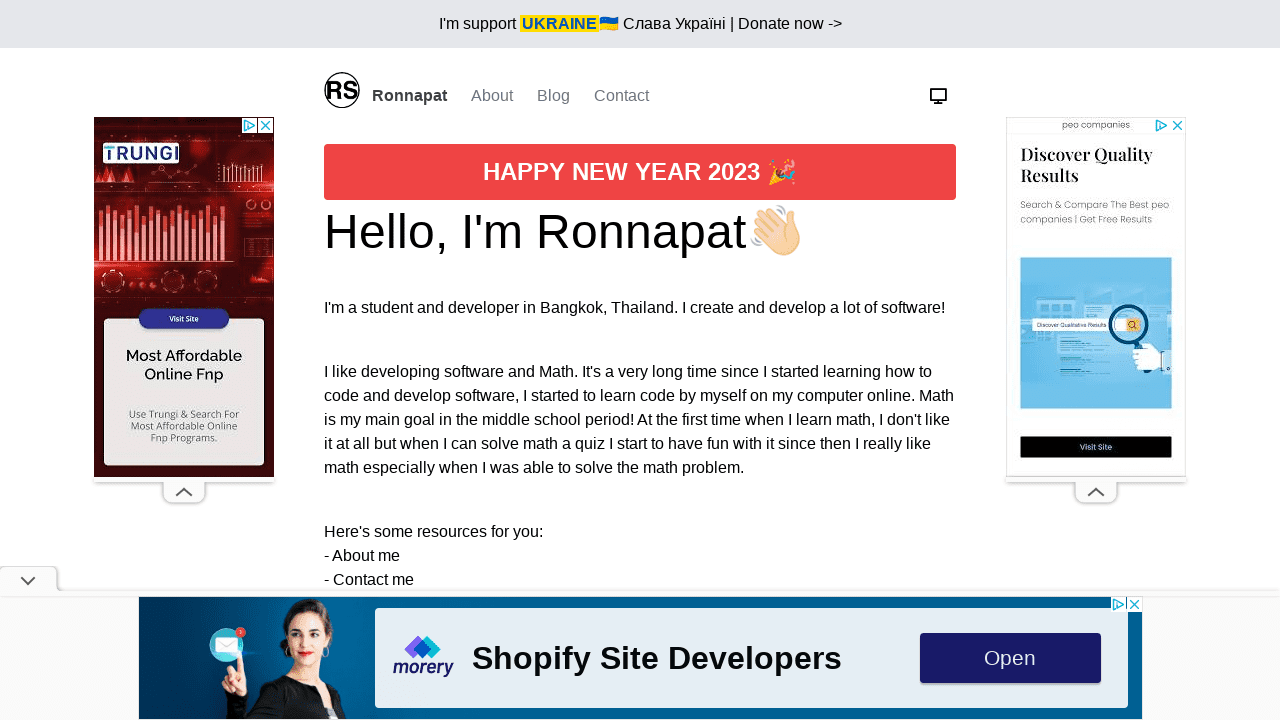 I'm support UKRAINE🇺🇦 Слава Україні | Donate now ->
RS Ronnapat About Blog Contact
HAPPY NEW YEAR 2023 🎉
Hello, I'm Ronnapat👋🏻
I'm a student and developer in Bangkok, Thailand. I create and develop a lot of software!
I like developing software and Math. It's a very long time since I started learning how to
code and develop software, I started to learn code by myself on my computer online. Math
is my main goal in the middle school period! At the first time when I learn math, I don't like
it at all but when I can solve math a quiz I start to have fun with it since then I really like
math especially when I was able to solve the math problem.
Here's some resources for you:
- About me
- Contact me
TRUNGI
Visit Site
Most Affordable
Online Fnp
Use Trungi & Search For
Most Affordable Online
Fnp Programs.
peo companies
Discover Quality
Results
Search & Compare The Best peo
companies | Get Free Results
Discover Qualitative Results
Visit Site
morery
Shopify Site Developers
Open